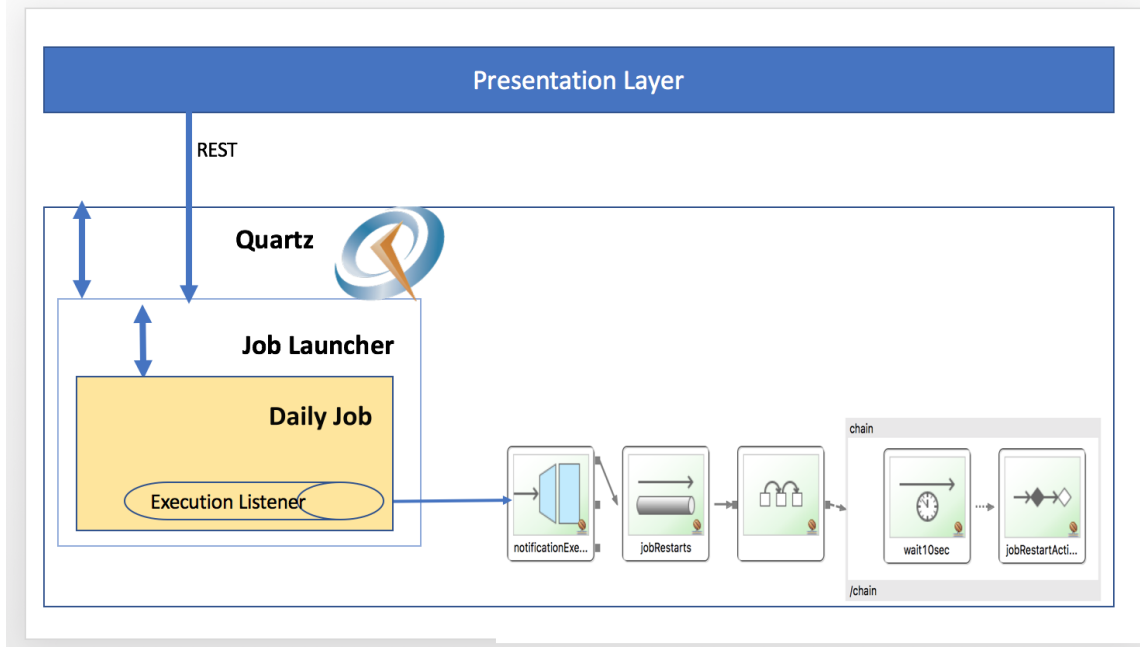 Presentation Layer
REST
Quartz
Job Launcher
Daily Job
Execution Listener
chain
notificationExe...
jobRestarts
wait10sec
jobRestartActi...
/chain